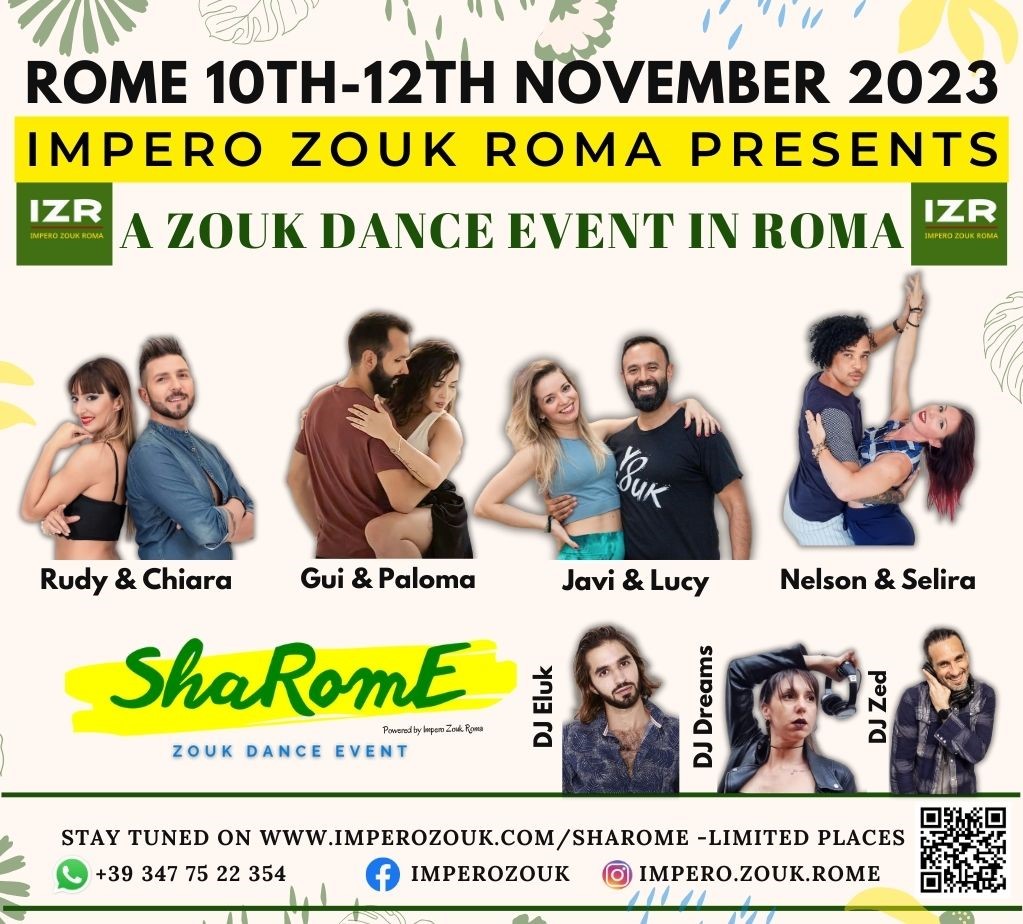 ROME 10TH-12TH NOVEMBER 2023
IMPERO ZOUK ROMA PRESENTS
IZR
IMPERO ZOUK ROMA
A ZOUK DANCE EVENT IN ROMA
IZR
IMPERO ZOUK ROMA
Rudy & Chiara
Gui & Paloma
Javi & Lucy
Nelson & Selira
ShaRomE
Powered by Impero Zouk Roma
ZOUK DANCE EVENT
DJ Eluk
DJ Dreams
DJ Zed
STAY TUNED ON WWW.IMPEROZOUK.COM/SHAROME -LIMITED PLACES
+39 347 75 22 354
IMPEROZOUK
IMPERO.ZOUK.ROME